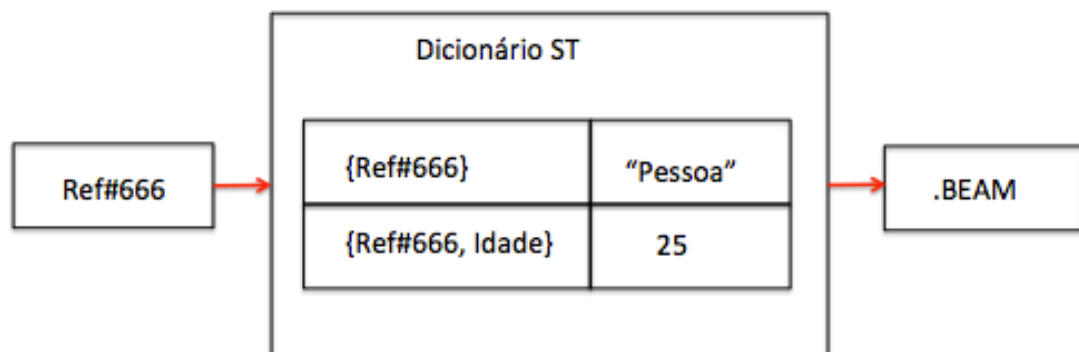 Dicionário ST
Ref#666
{Ref#666}
“Pessoa”
{Ref#666, Idade}
25
.BEAM